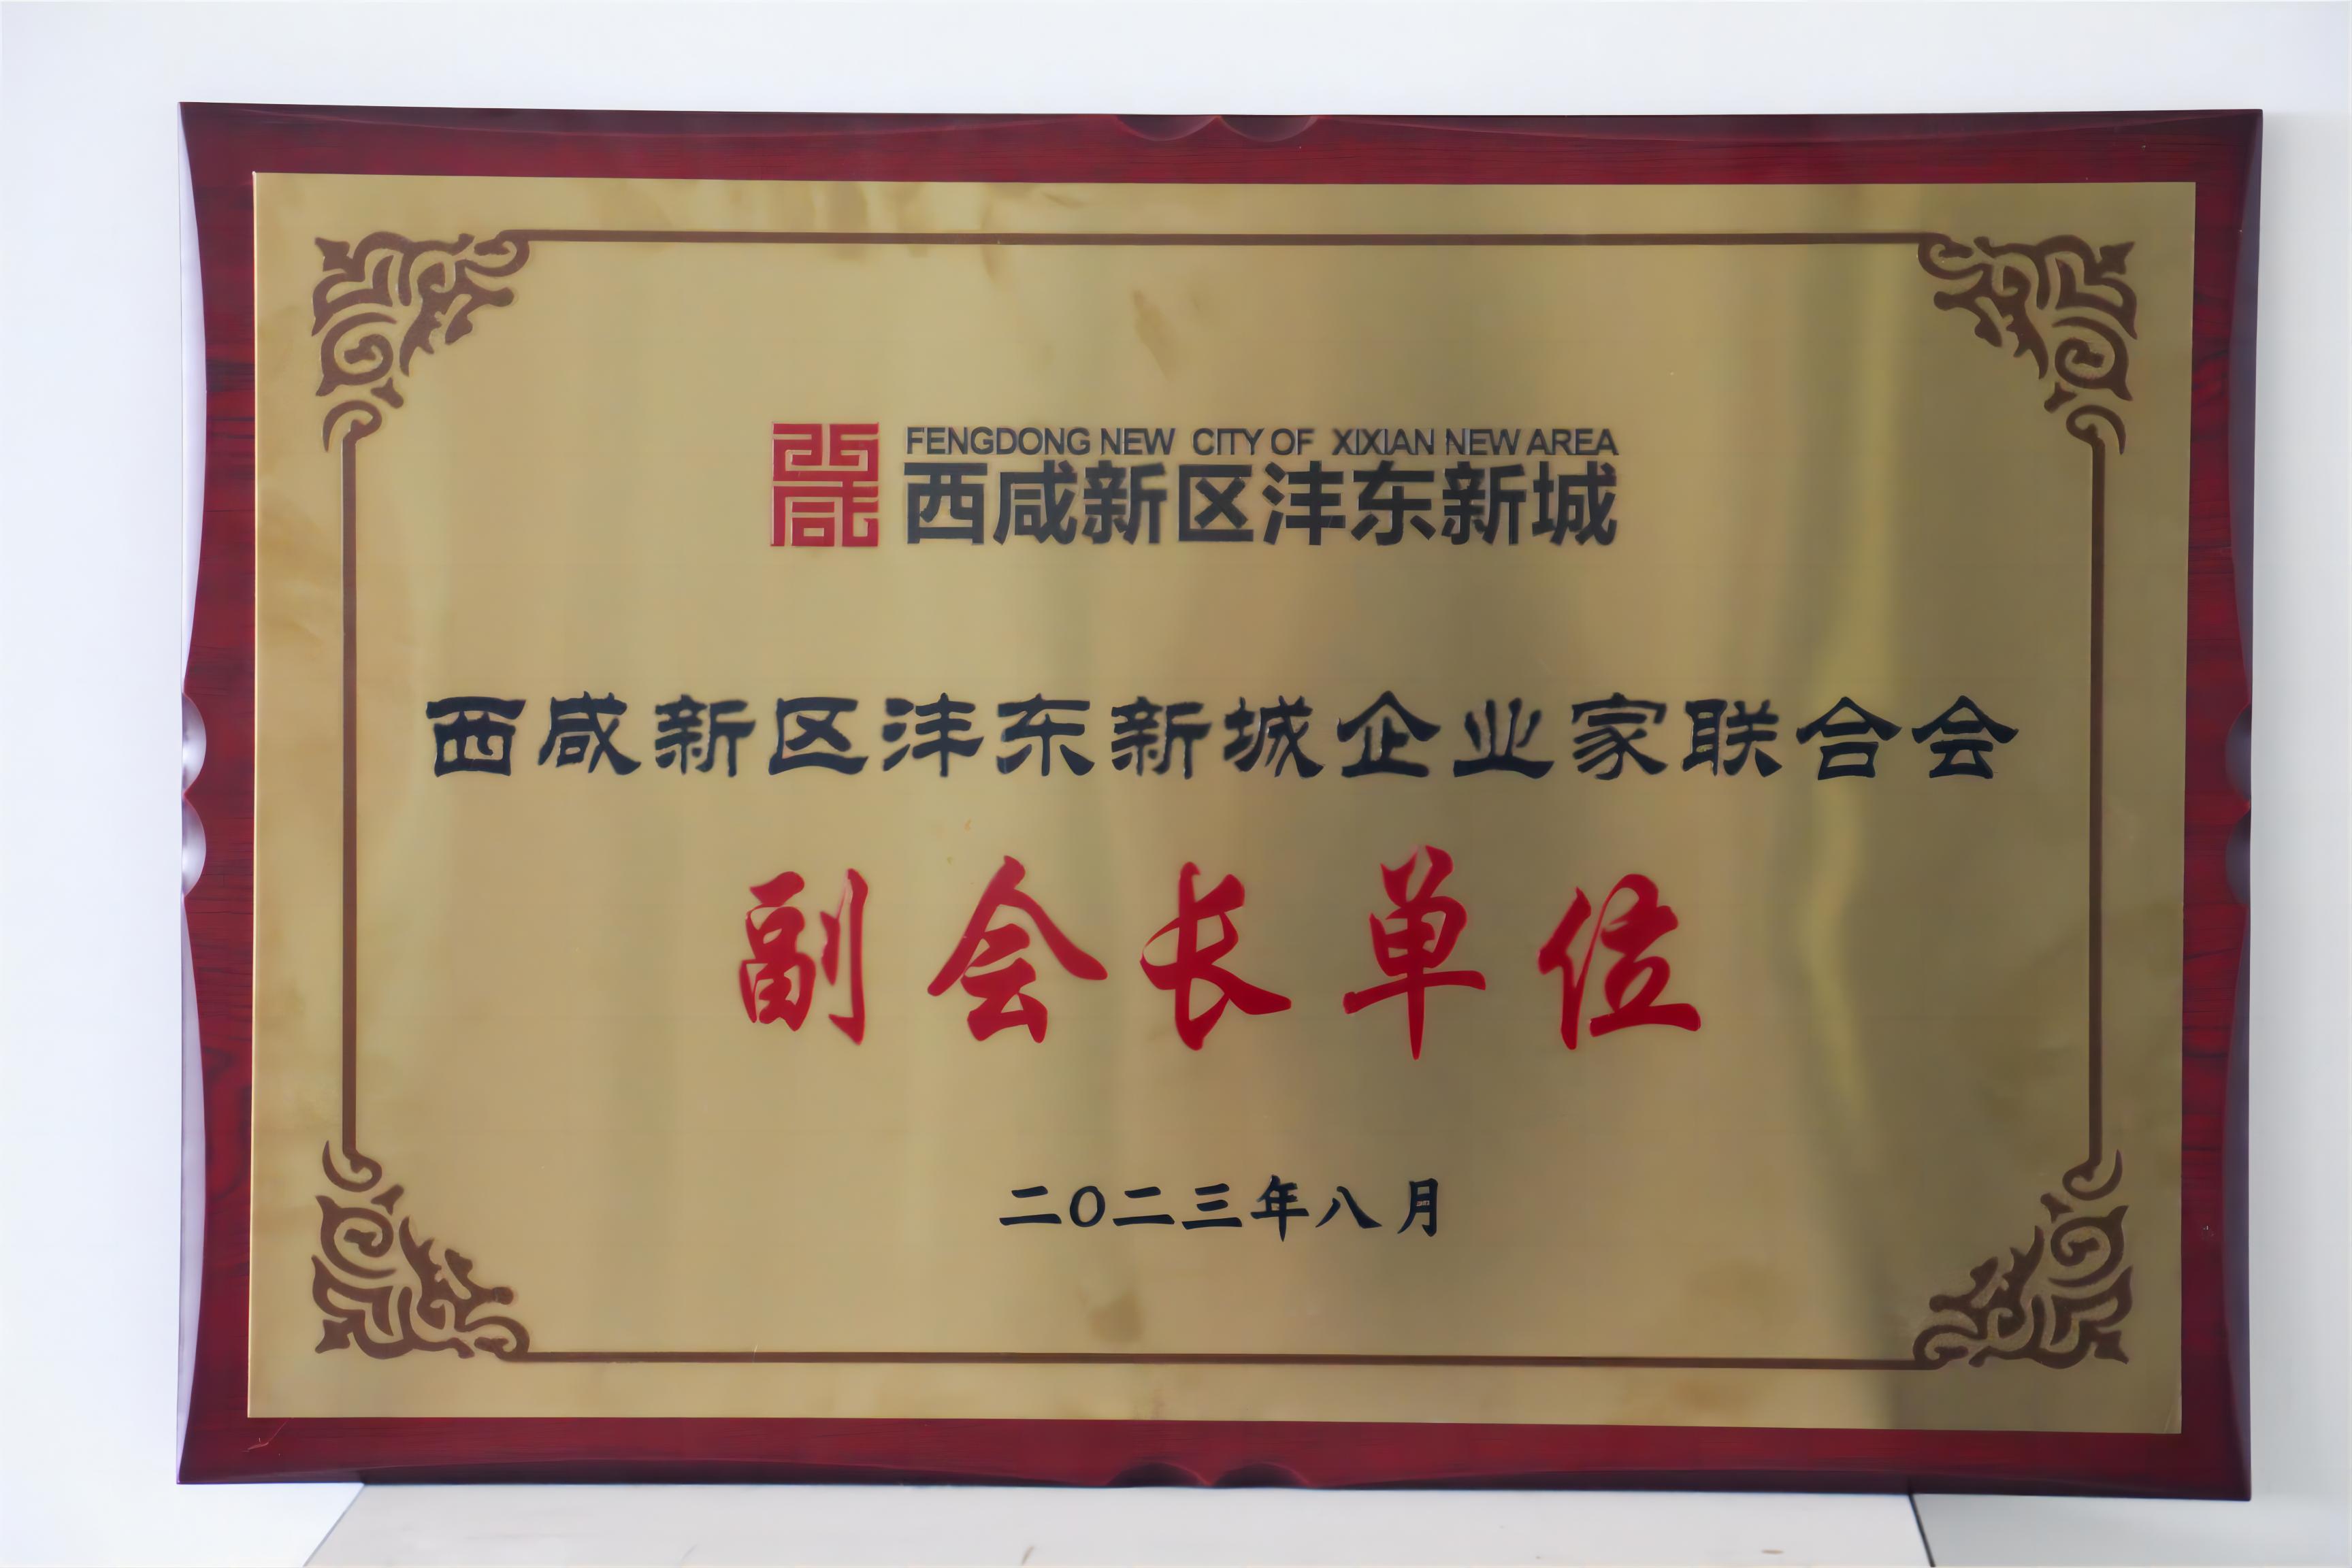 FENGDONG NEW CITY OF XIXIAN NEW AREA
西咸新区沣东新城
西咸新区沣东新城企业家联合会
副会长单位
二〇二三年八月